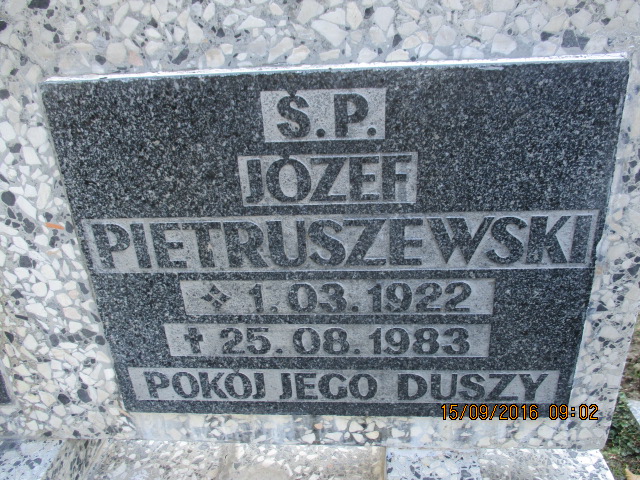 Ś.P.
JÓZEF
PIETRUSZEWSKI
1.03.1922
✝ 25.08.1983
POKÓJ JEGO DUSZY
15/09/2016 09:02